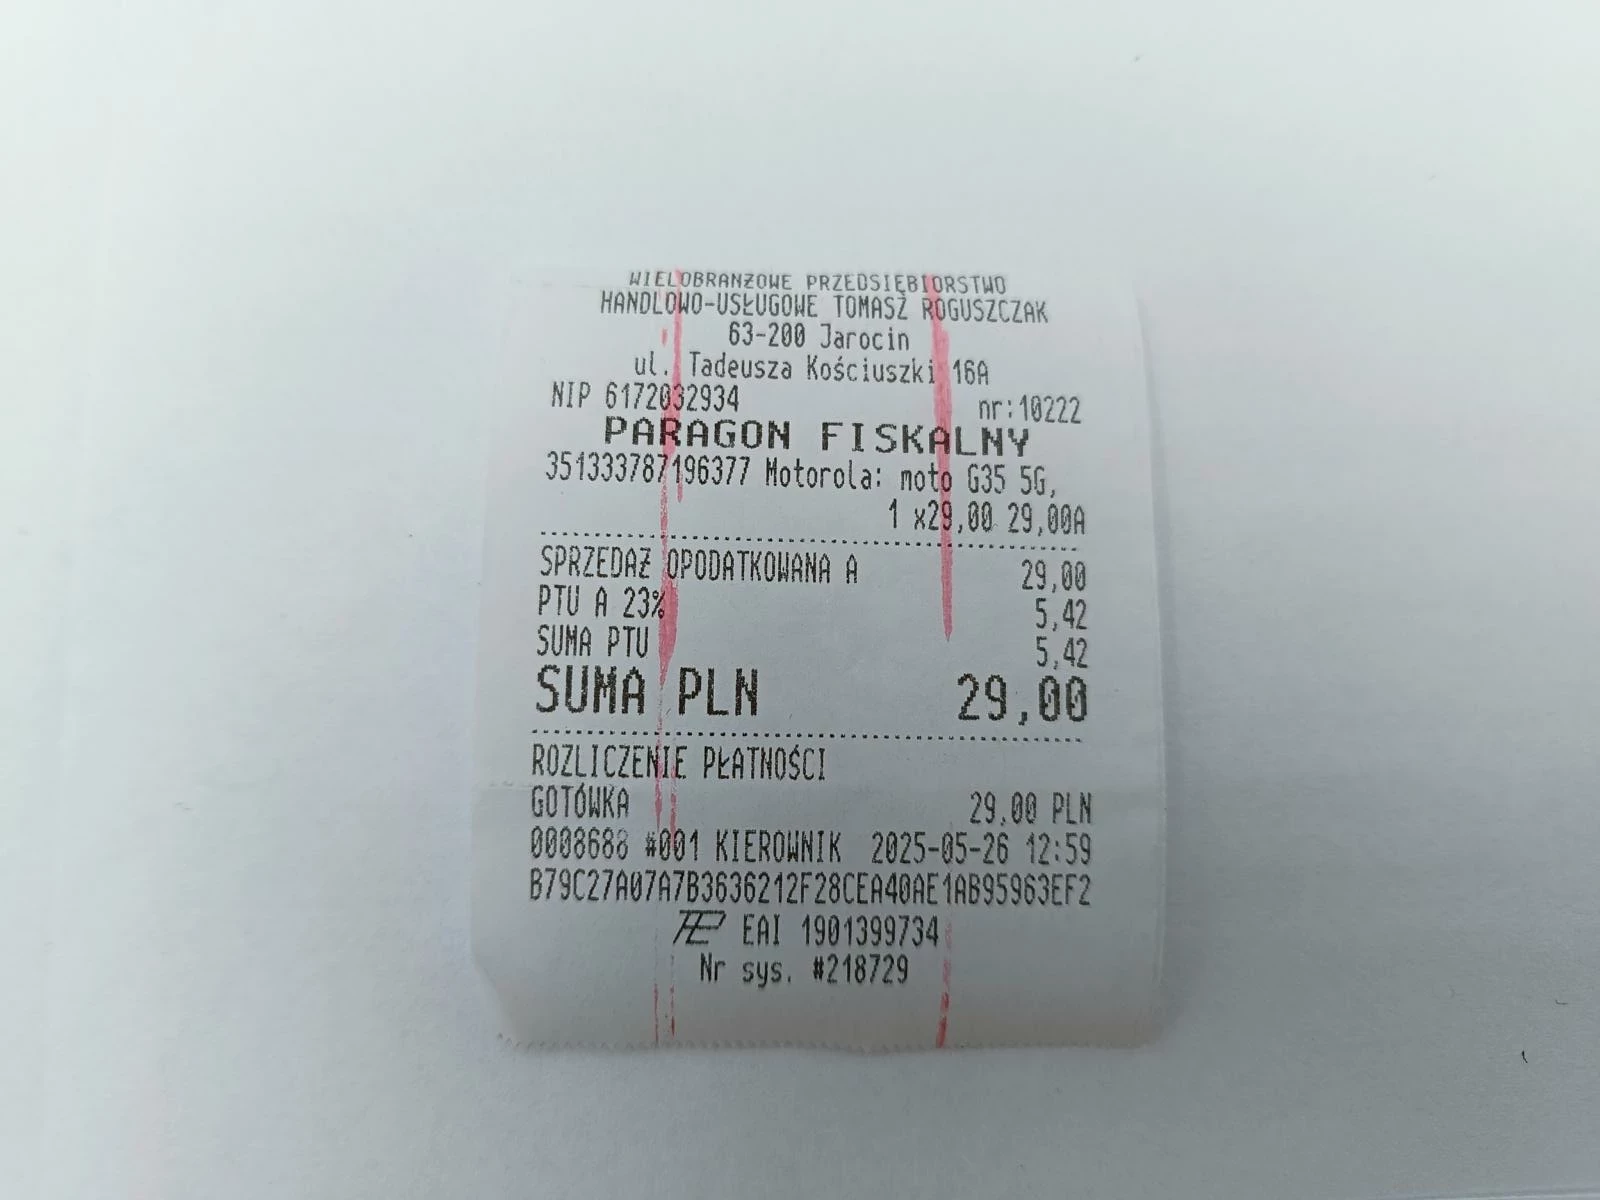 WIELOBRANŻOWE PRZEDSIĘBIORSTWO
HANDLOWO-USŁUGOWE TOMASZ ROGUSZCZAK
63-200 Jarocin
ul. Tadeusza Kościuszki 16A
NIP 6172032934 nr:10222
PARAGON FISKALNY
351333787196377 Motorola: moto G35 5G,
1 x29,00 29,00A
SPRZEDAŻ OPODATKOWANA A 29,00
PTU A 23% 5,42
SUMA PTU 5,42
SUMA PLN 29,00
ROZLICZENIE PŁATNOŚCI
GOTÓWKA 29,00 PLN
0008688 #001 KIEROWNIK 2025-05-26 12:59
B79C27A07A7B3636212F28CEA40AE1AB95963EF2
EAI 1901399734
Nr sys. #218729